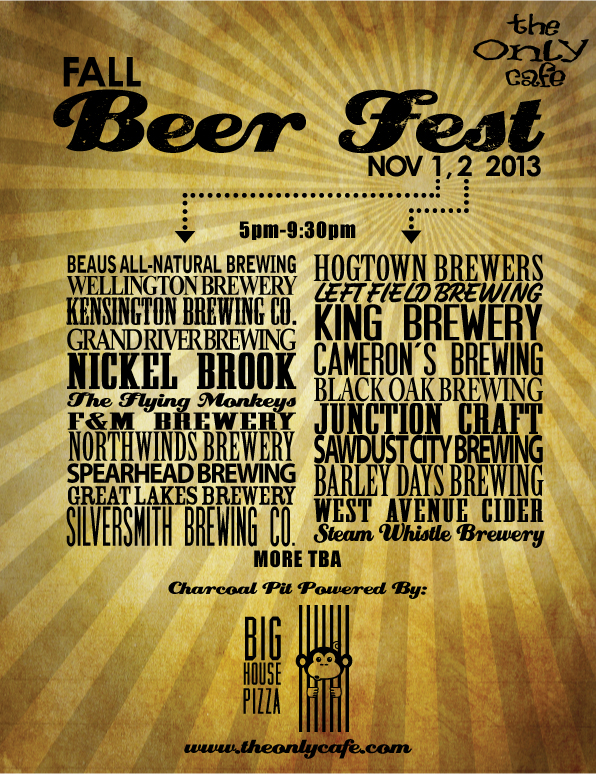 the
Only
cafe
FALL
Beer Fest
NOV 1, 2 2013
5pm-9:30pm
BEAUS ALL-NATURAL BREWING
WELLINGTON BREWERY
KENSINGTON BREWING CO.
GRAND RIVER BREWING
NICKEL BROOK
The Flying Monkeys
F&M BREWERY
NORTHWINDS BREWERY
SPEARHEAD BREWING
GREAT LAKES BREWERY
SILVERSMITH BREWING CO.
HOGTOWN BREWERS
LEFT FIELD BREWING
KING BREWERY
CAMERON´S BREWING
BLACK OAK BREWING
JUNCTION CRAFT
SAWDUST CITY BREWING
BARLEY DAYS BREWING
WEST AVENUE CIDER
Steam Whistle Brewery
MORE TBA
Charcoal Pit Powered By:
BIG
HOUSE
PIZZA
www.theonlycafe.com